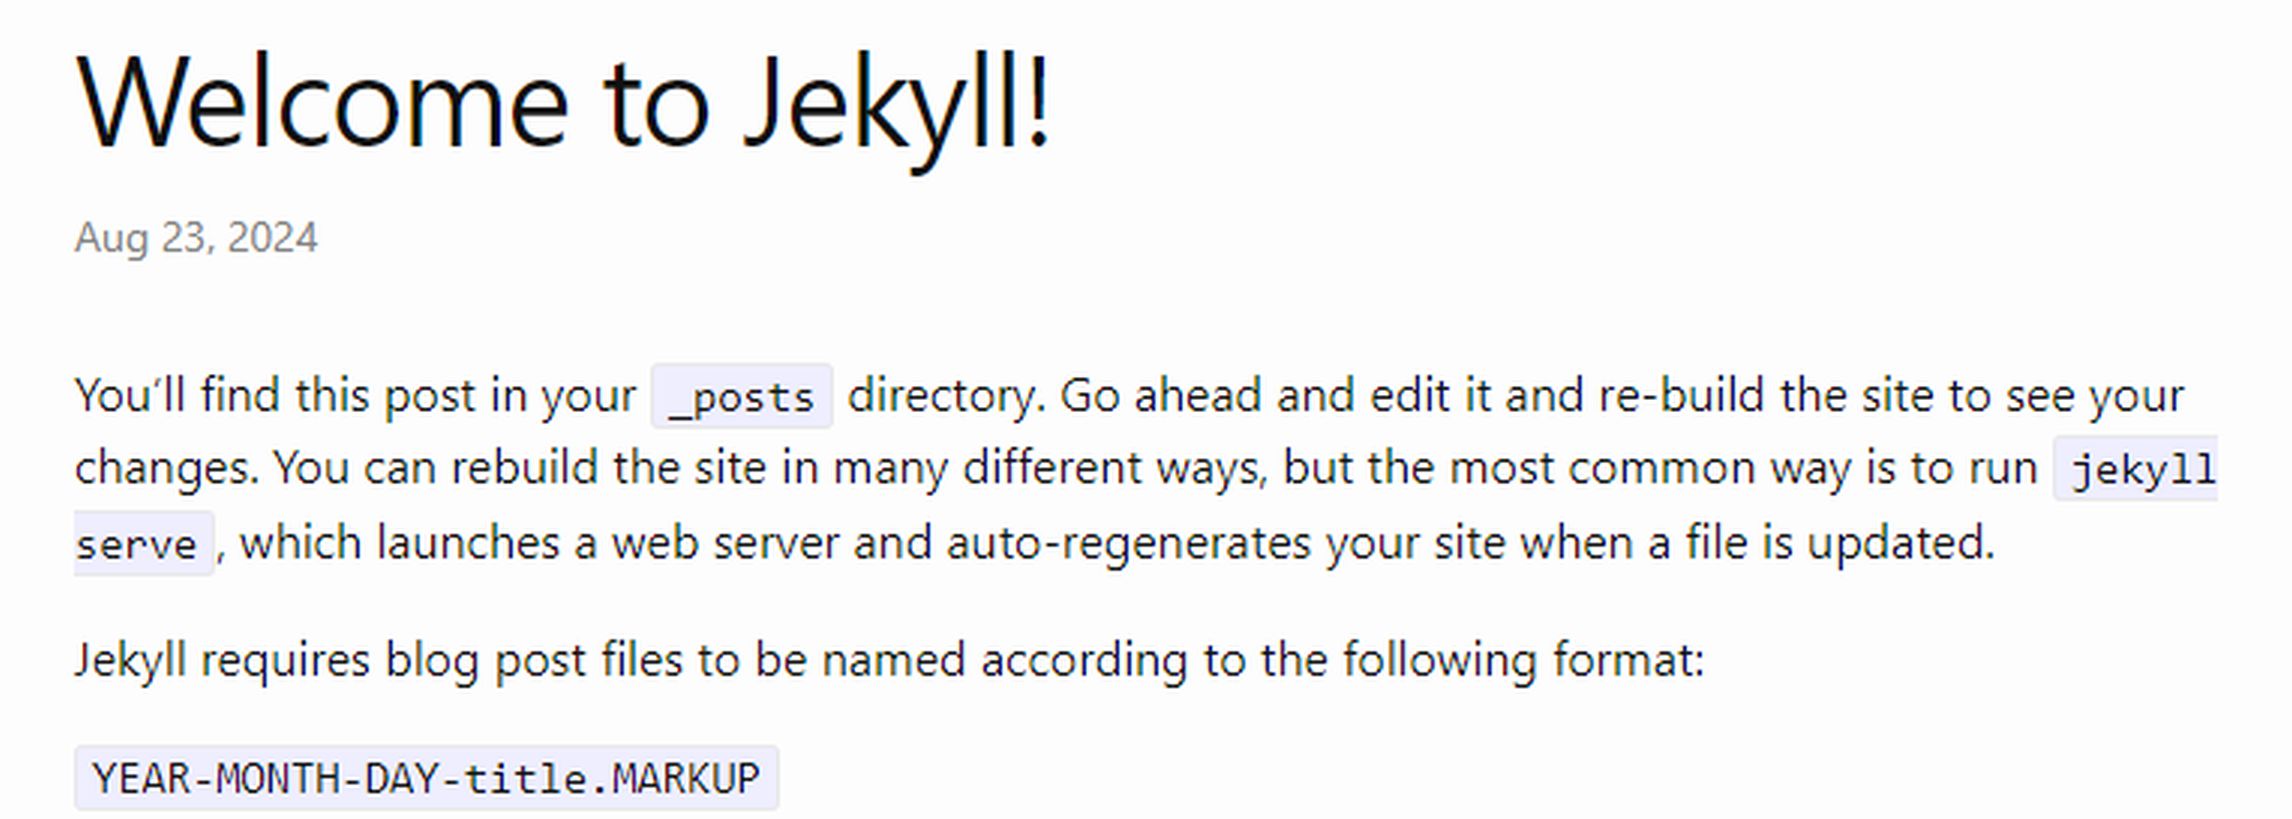 Welcome to Jekyll!
Aug 23, 2024
You’ll find this post in your _posts directory. Go ahead and edit it and re-build the site to see your
changes. You can rebuild the site in many different ways, but the most common way is to run jekyll
serve, which launches a web server and auto-regenerates your site when a file is updated.
Jekyll requires blog post files to be named according to the following format:
YEAR-MONTH-DAY-title.MARKUP